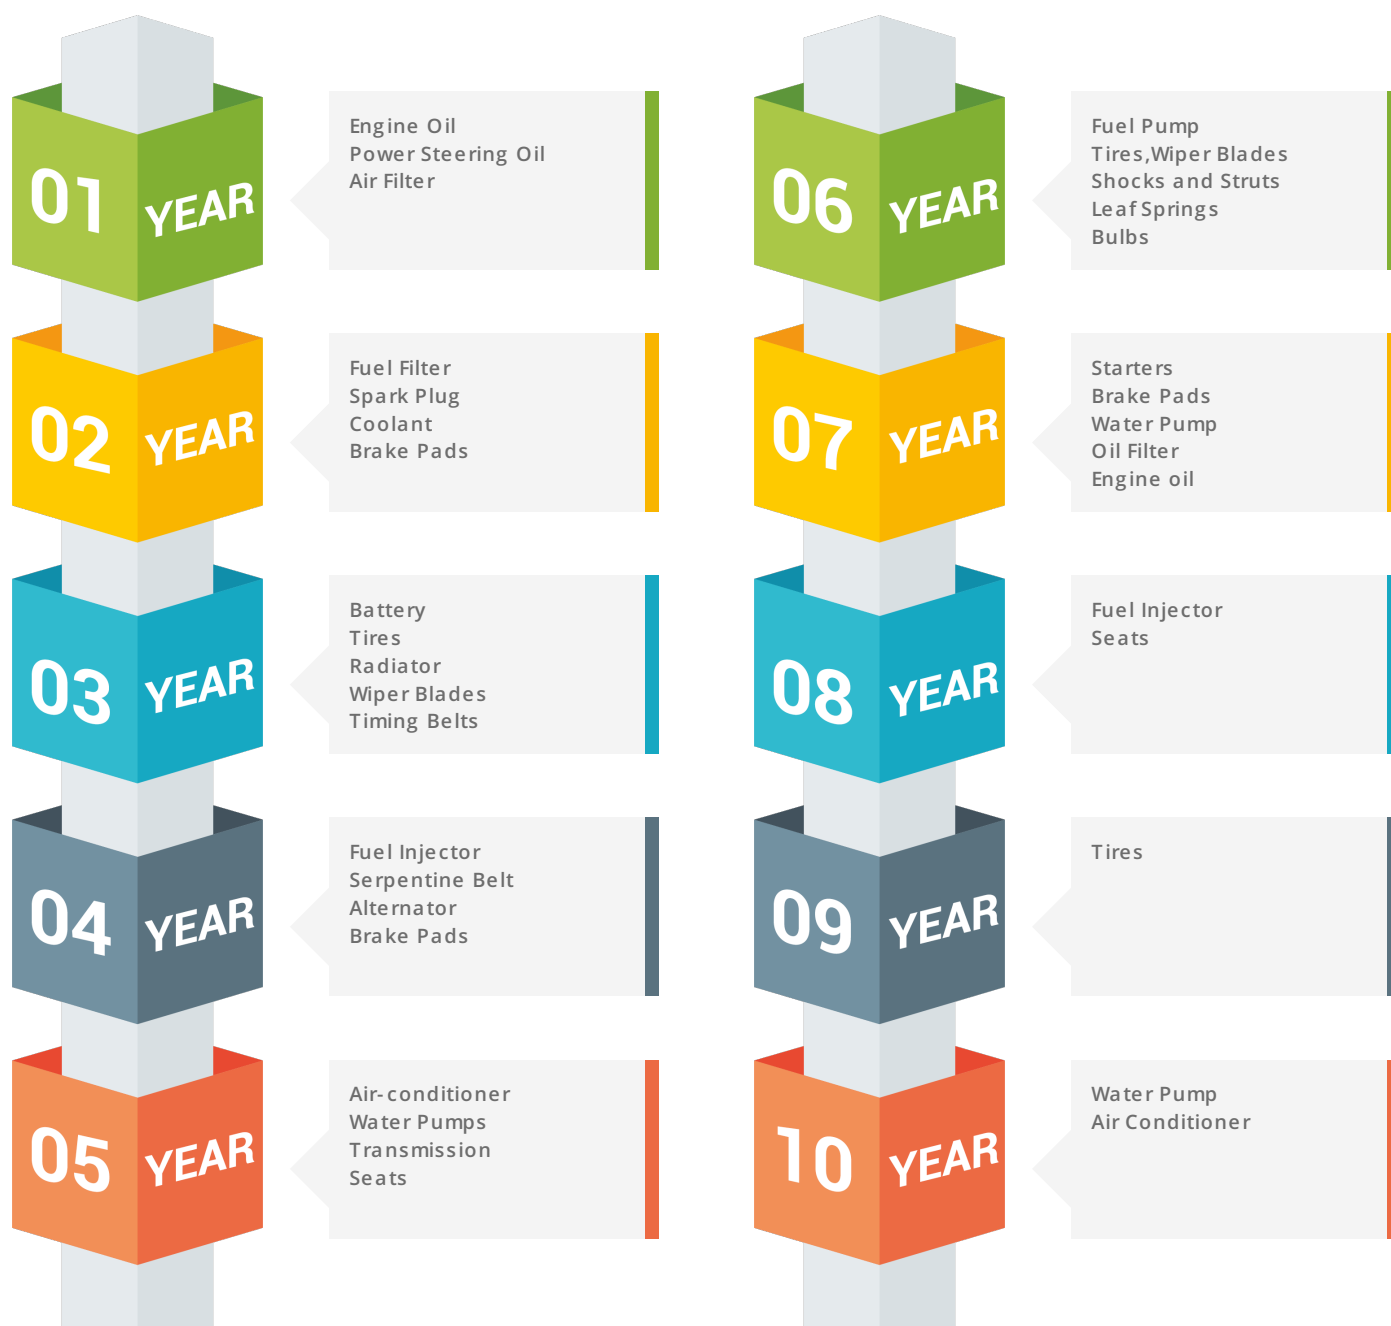 01 YEAR
Engine Oil
Power Steering Oil
Air Filter
02 YEAR
Fuel Filter
Spark Plug
Coolant
Brake Pads
03 YEAR
Battery
Tires
Radiator
Wiper Blades
Timing Belts
04 YEAR
Fuel Injector
Serpentine Belt
Alternator
Brake Pads
05 YEAR
Air-conditioner
Water Pumps
Transmission
Seats
06 YEAR
Fuel Pump
Tires,Wiper Blades
Shocks and Struts
Leaf Springs
Bulbs
07 YEAR
Starters
Brake Pads
Water Pump
Oil Filter
Engine oil
08 YEAR
Fuel Injector
Seats
09 YEAR
Tires
10 YEAR
Water Pump
Air Conditioner